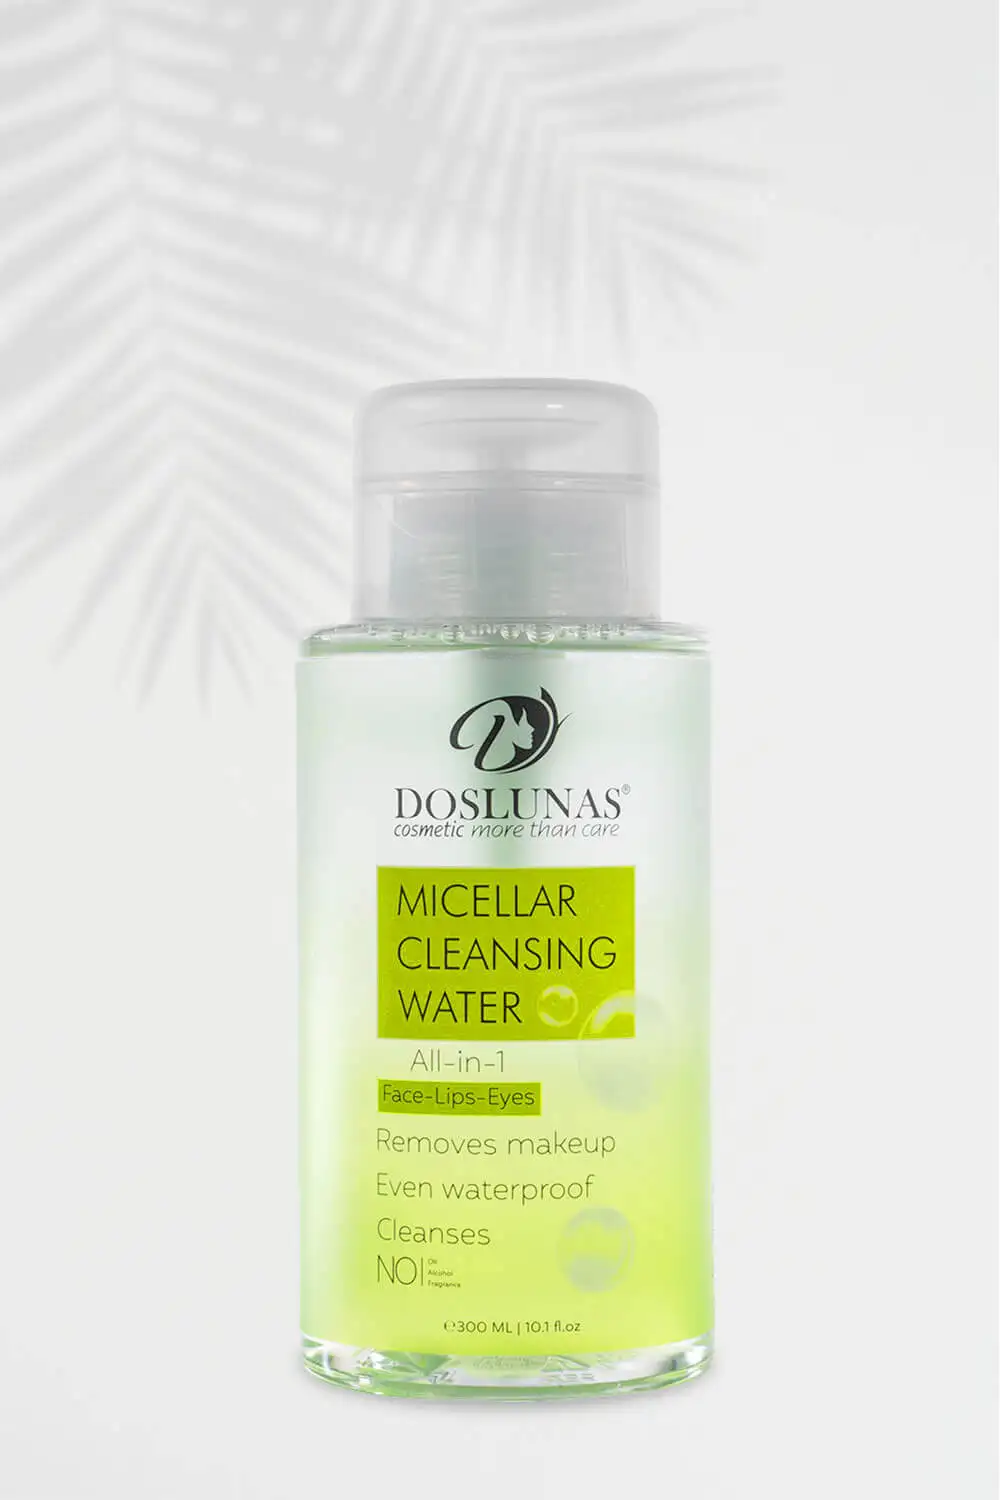 DOSLUNAS®
cosmetic more than care
MICELLAR
CLEANSING
WATER
All-in-1
Face-Lips-Eyes
Removes makeup
Even waterproof
Cleanses
NO
Oil
Alcohol
Fragrance
℮300 ML | 10.1 fl.oz